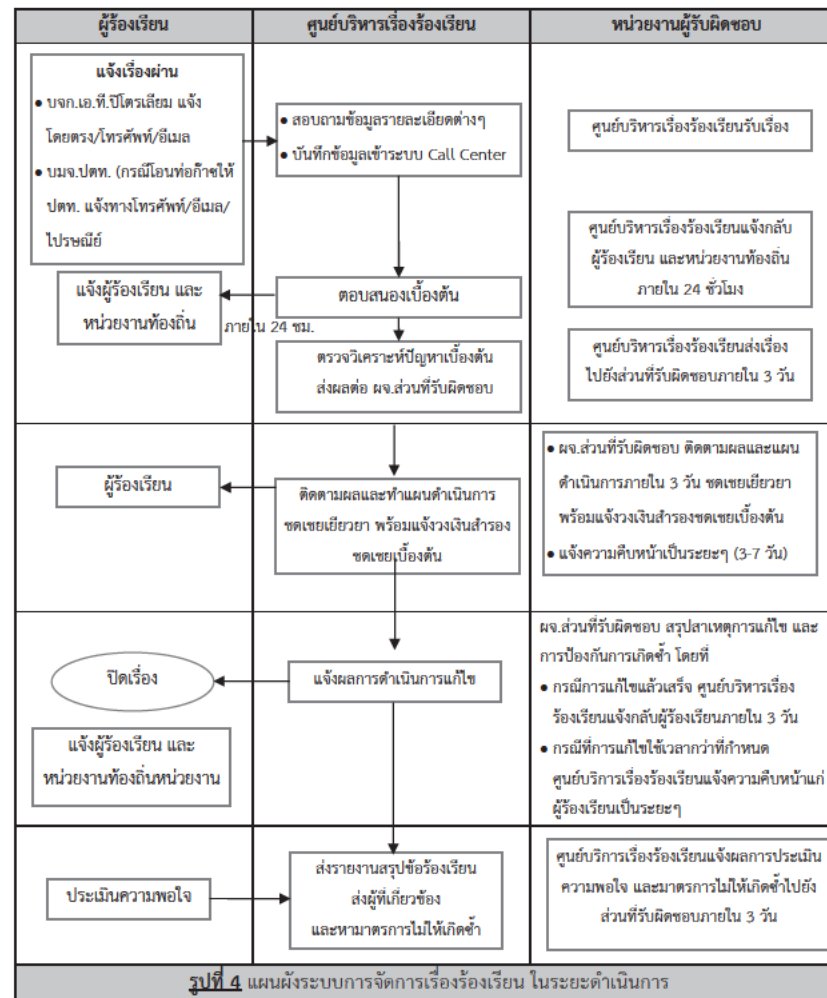 ผู้ร้องเรียน
ศูนย์บริหารเรื่องร้องเรียน
หน่วยงานผู้รับผิดชอบ
แจ้งเรื่องผ่าน
● บจก.เอ.ที.ปิโตรเลียม แจ้ง
โดยตรง/โทรศัพท์/อีเมล
● บมจ.ปตท. (กรณีโอนท่อก๊าซให้
ปตท. แจ้งทางโทรศัพท์/อีเมล/
ไปรษณีย์
● สอบถามข้อมูลรายละเอียดต่างๆ
● บันทึกข้อมูลเข้าระบบ Call Center
ศูนย์บริหารเรื่องร้องเรียนรับเรื่อง
ศูนย์บริหารเรื่องร้องเรียนแจ้งกลับ
ผู้ร้องเรียน และหน่วยงานท้องถิ่น
ภายใน 24 ชั่วโมง
แจ้งผู้ร้องเรียน และ
หน่วยงานท้องถิ่น
ภายใน 24 ชม.
ตอบสนองเบื้องต้น
ตรวจวิเคราะห์ปัญหาเบื้องต้น
ส่งผลต่อ ผจ.ส่วนที่รับผิดชอบ
ศูนย์บริหารเรื่องร้องเรียนส่งเรื่อง
ไปยังส่วนที่รับผิดชอบภายใน 3 วัน
ผู้ร้องเรียน
ติดตามผลและทำแผนดำเนินการ
ชดเชยเยียวยา พร้อมแจ้งวงเงินสำรอง
ชดเชยเบื้องต้น
● ผจ.ส่วนที่รับผิดชอบ ติดตามผลและแผน
ดำเนินการภายใน 3 วัน ชดเชยเยียวยา
พร้อมแจ้งวงเงินสำรองชดเชยเบื้องต้น
● แจ้งความคืบหน้าเป็นระยะๆ (3-7 วัน)
ปิดเรื่อง
แจ้งผลการดำเนินการแก้ไข
แจ้งผู้ร้องเรียน และ
หน่วยงานท้องถิ่นหน่วยงาน
ผจ.ส่วนที่รับผิดชอบ สรุปสาเหตุการแก้ไข และ
การป้องกันการเกิดซ้ำ โดยที่
● กรณีการแก้ไขแล้วเสร็จ ศูนย์บริหารเรื่อง
ร้องเรียนแจ้งกลับผู้ร้องเรียนภายใน 3 วัน
● กรณีที่การแก้ไขใช้เวลากว่าที่กำหนด
ศูนย์บริการเรื่องร้องเรียนแจ้งความคืบหน้าแก่
ผู้ร้องเรียนเป็นระยะๆ
ประเมินความพอใจ
ส่งรายงานสรุปข้อร้องเรียน
ส่งผู้ที่เกี่ยวข้อง
และหามาตรการไม่ให้เกิดซ้ำ
ศูนย์บริการเรื่องร้องเรียนแจ้งผลการประเมิน
ความพอใจ และมาตรการไม่ให้เกิดซ้ำไปยัง
ส่วนที่รับผิดชอบภายใน 3 วัน
รูปที่ 4 แผนผังระบบการจัดการเรื่องร้องเรียน ในระยะดำเนินการ